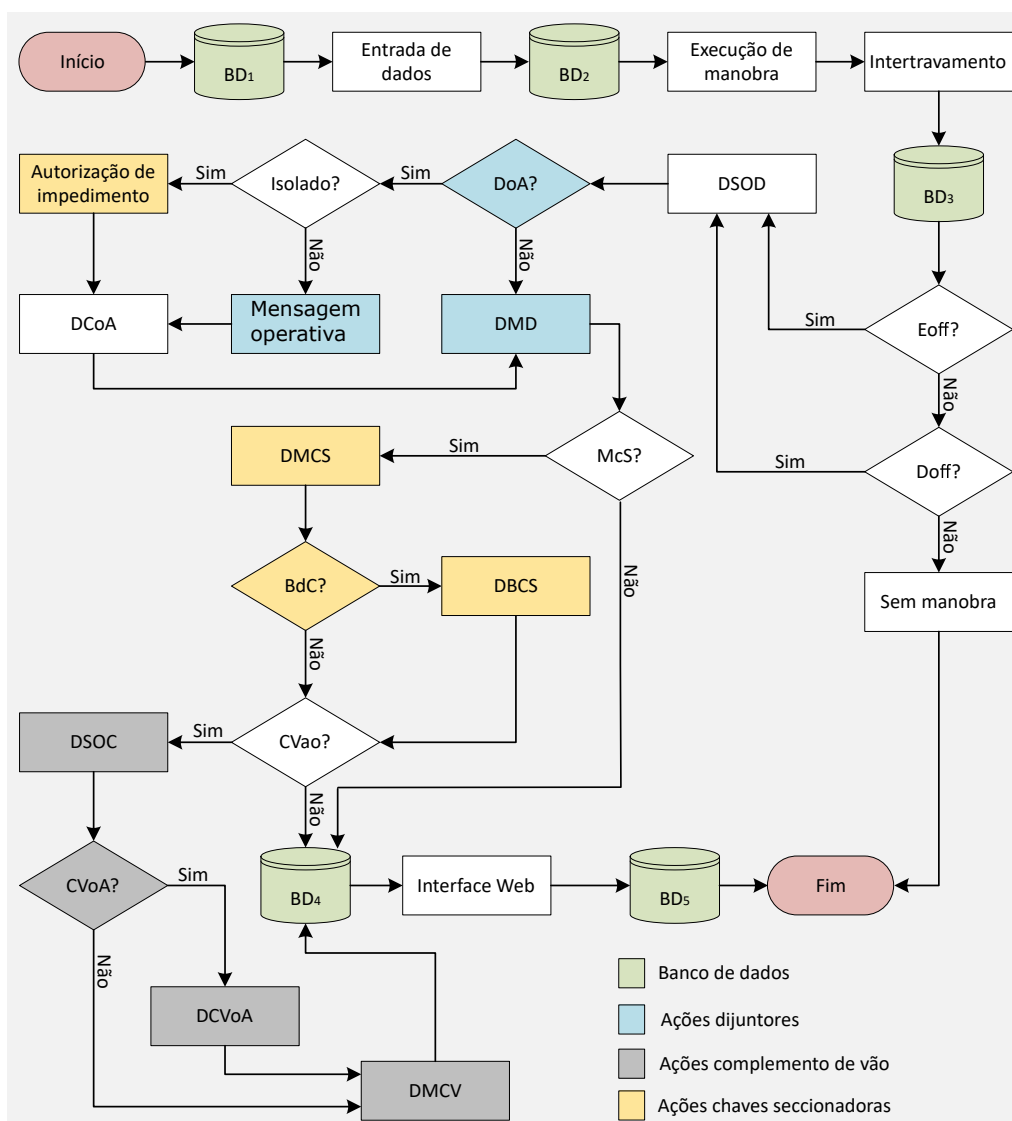 Início
BD₁
Entrada de
dados
BD₂
Execução de
manobra
Intertravamento
Autorização de
impedimento
Sim
Isolado?
Sim
DoA?
DSOD
BD₃
Não
Não
DCoA
Mensagem
operativa
DMD
Sim
Eoff?
Não
DMCS
Sim
McS?
Sim
Doff?
Não
BdC?
Sim
DBCS
Não
Sem manobra
Não
DSOC
Sim
CVao?
Não
CVoA?
Sim
BD₄
Interface Web
BD₅
Fim
Não
DCVoA
DMCV
Banco de dados
Ações dijuntores
Ações complemento de vão
Ações chaves seccionadoras